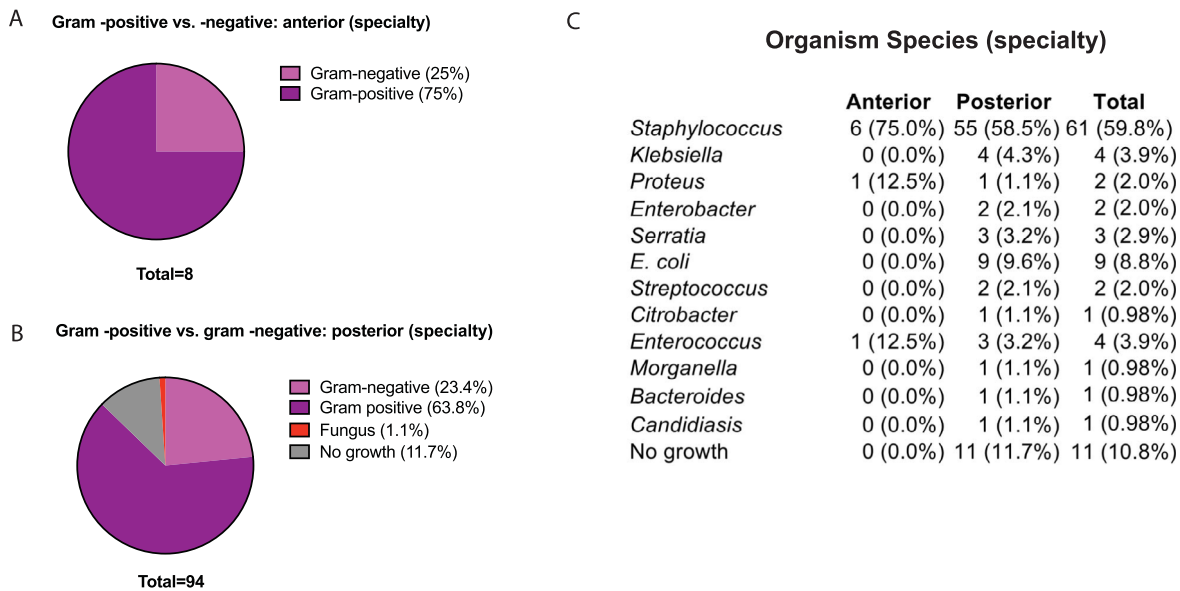 A
Gram -positive vs. -negative: anterior (specialty)
Gram-negative (25%)
Gram-positive (75%)
Total=8
B
Gram -positive vs. gram -negative: posterior (specialty)
Gram-negative (23.4%)
Gram positive (63.8%)
Fungus (1.1%)
No growth (11.7%)
Total=94
C
Organism Species (specialty)
Anterior Posterior Total
Staphylococcus 6 (75.0%) 55 (58.5%) 61 (59.8%)
Klebsiella 0 (0.0%) 4 (4.3%) 4 (3.9%)
Proteus 1 (12.5%) 1 (1.1%) 2 (2.0%)
Enterobacter 0 (0.0%) 2 (2.1%) 2 (2.0%)
Serratia 0 (0.0%) 3 (3.2%) 3 (2.9%)
E. coli 0 (0.0%) 9 (9.6%) 9 (8.8%)
Streptococcus 0 (0.0%) 2 (2.1%) 2 (2.0%)
Citrobacter 0 (0.0%) 1 (1.1%) 1 (0.98%)
Enterococcus 1 (12.5%) 3 (3.2%) 4 (3.9%)
Morganella 0 (0.0%) 1 (1.1%) 1 (0.98%)
Bacteroides 0 (0.0%) 1 (1.1%) 1 (0.98%)
Candidiasis 0 (0.0%) 1 (1.1%) 1 (0.98%)
No growth 0 (0.0%) 11 (11.7%) 11 (10.8%)